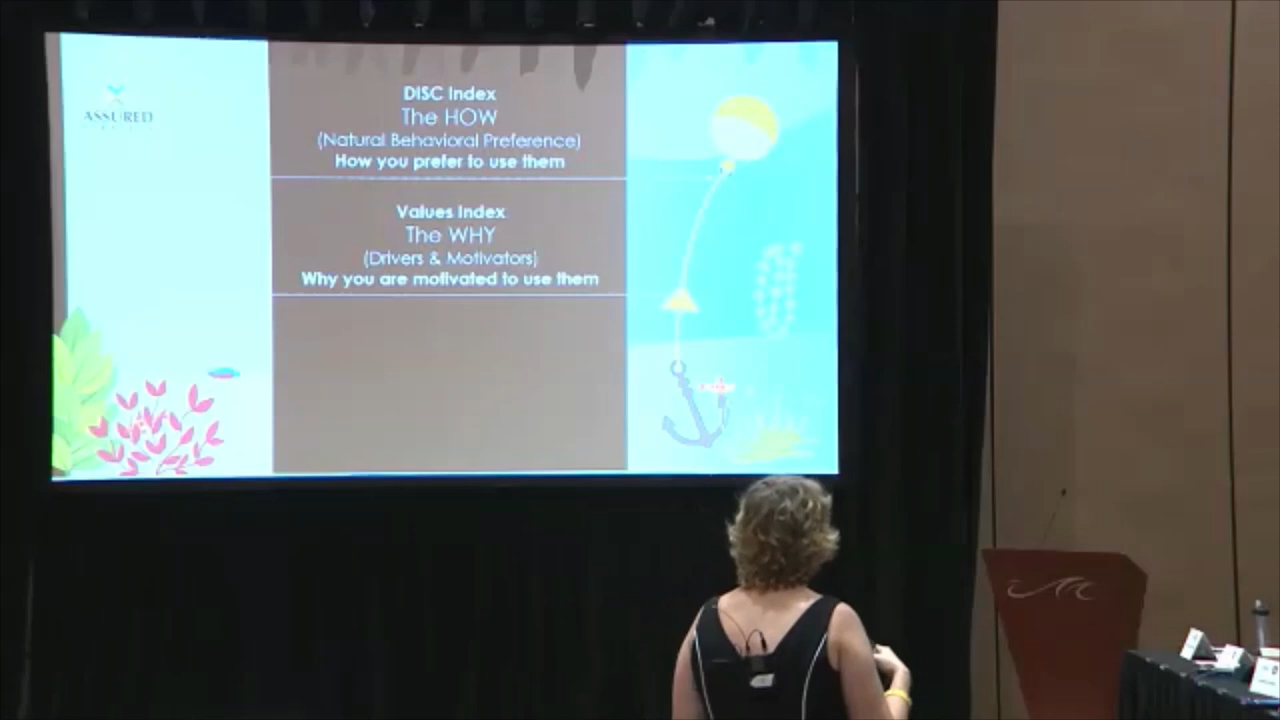 ASSURED
DISC Index
The HOW
(Natural Behavioral Preference)
How you prefer to use them
Values Index
The WHY
(Drivers & Motivators)
Why you are motivated to use them